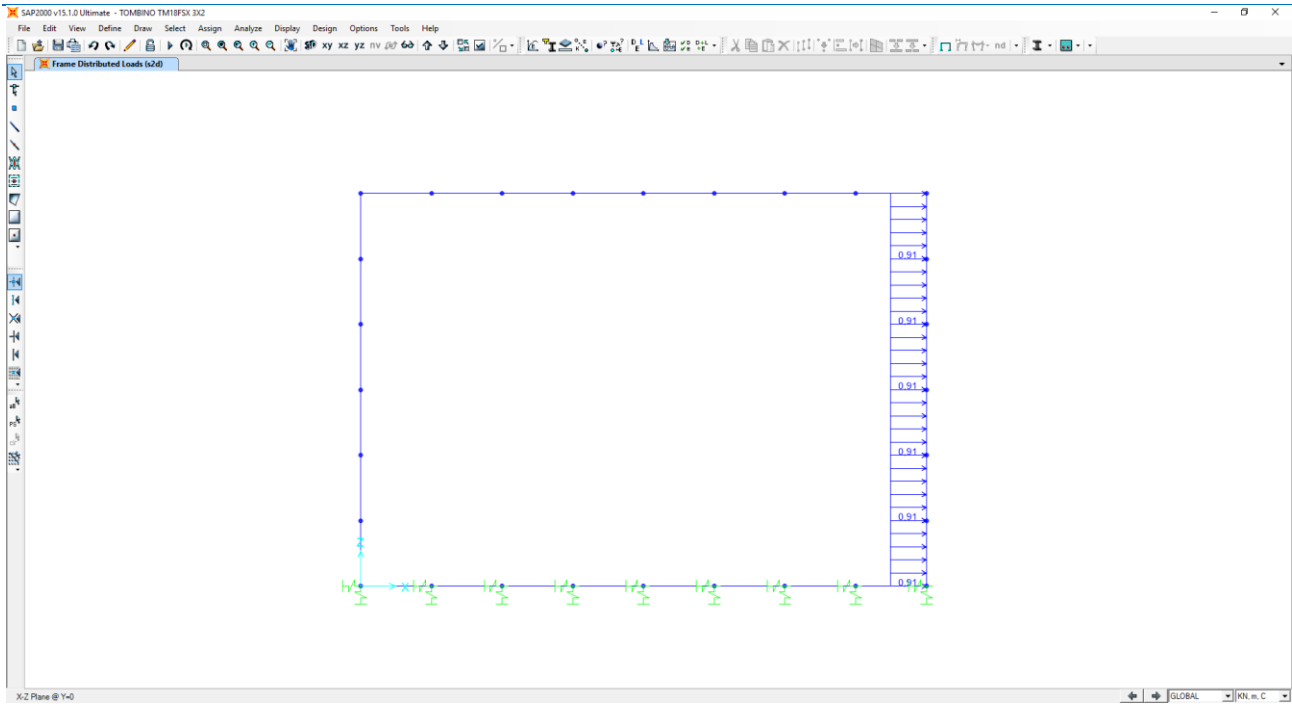 SAP2000 v15.1.0 Ultimate - TOMBINO TM18FSX 3X2
File Edit View Define Draw Select Assign Analyze Display Design Options Tools Help
xy xz yz nv
nd
Frame Distributed Loads (s2d)
0.91
0.91
0.91
0.91
0.91
0.91
Z
X
X-Z Plane @ Y=0
GLOBAL
KN, m, C